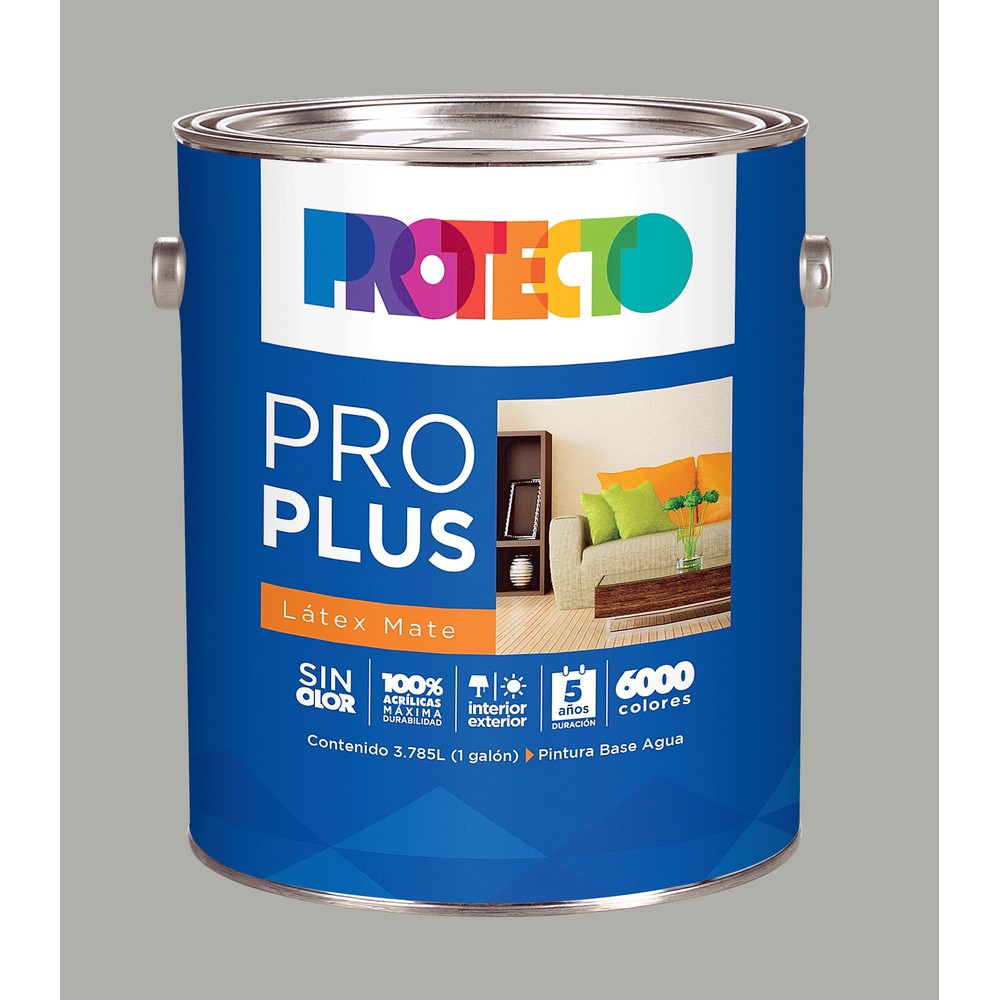 PROTECTO
PRO
PLUS
Látex Mate
SIN
OLOR
100%
ACRÍLICAS
MÁXIMA
DURABILIDAD
interior
exterior
5
años
DURACIÓN
6000
colores
Contenido 3.785L (1 galón) Pintura Base Agua